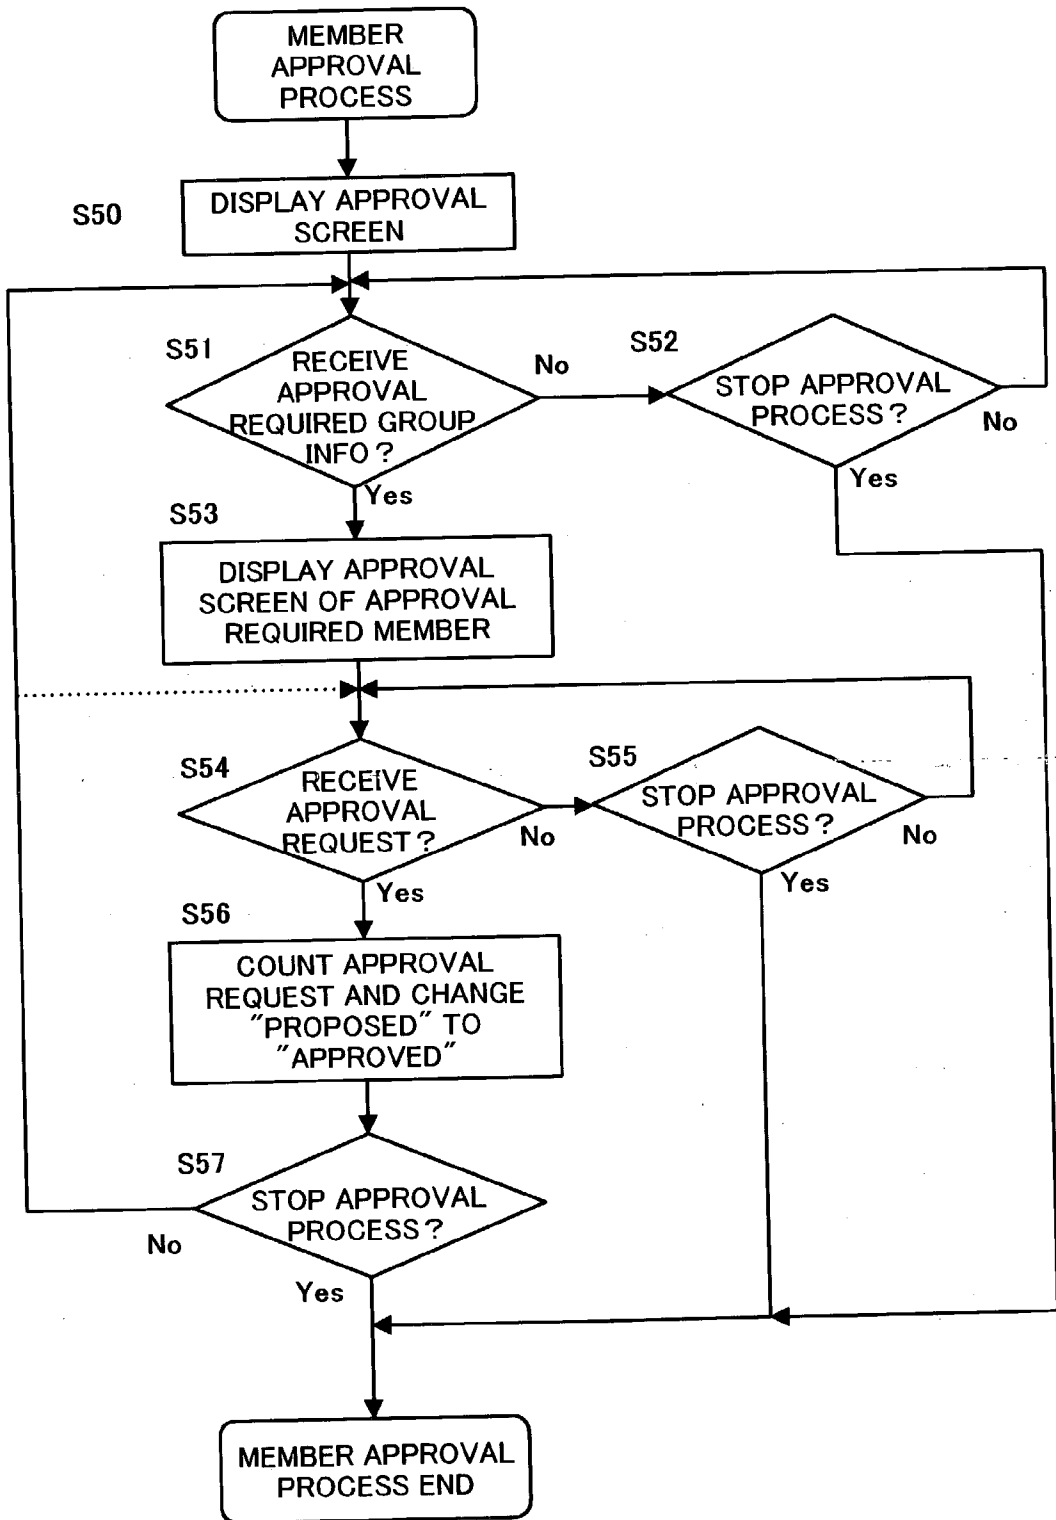 MEMBER
APPROVAL
PROCESS
S50
DISPLAY APPROVAL
SCREEN
S51
RECEIVE
APPROVAL
REQUIRED GROUP
INFO?
No
S52
STOP APPROVAL
PROCESS?
No
Yes
Yes
S53
DISPLAY APPROVAL
SCREEN OF APPROVAL
REQUIRED MEMBER
S54
RECEIVE
APPROVAL
REQUEST?
No
S55
STOP APPROVAL
PROCESS?
No
Yes
Yes
S56
COUNT APPROVAL
REQUEST AND CHANGE
"PROPOSED" TO
"APPROVED"
S57
STOP APPROVAL
PROCESS?
No
Yes
MEMBER APPROVAL
PROCESS END